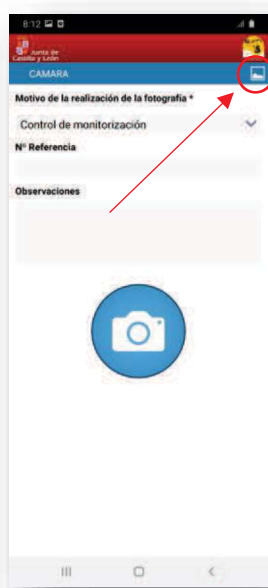 8:12
Junta de
Castilla y León
CAMARA
Motivo de la realización de la fotografía *
Control de monitorización
Nº Referencia
Observaciones